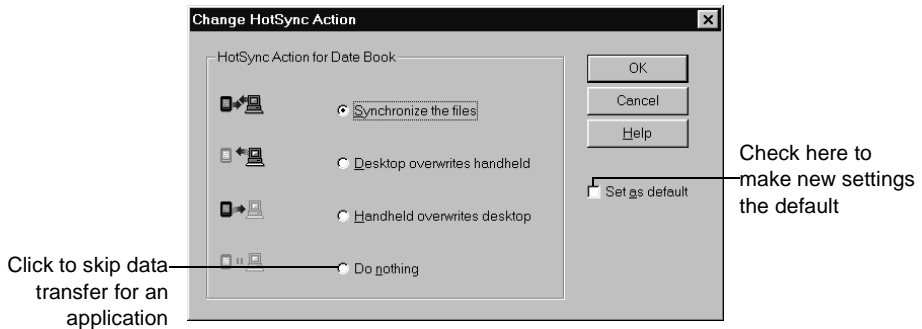 Change HotSync Action
HotSync Action for Date Book
Synchronize the files
Desktop overwrites handheld
Handheld overwrites desktop
Do nothing
OK
Cancel
Help
Set as default
Check here to
make new settings
the default
Click to skip data
transfer for an
application